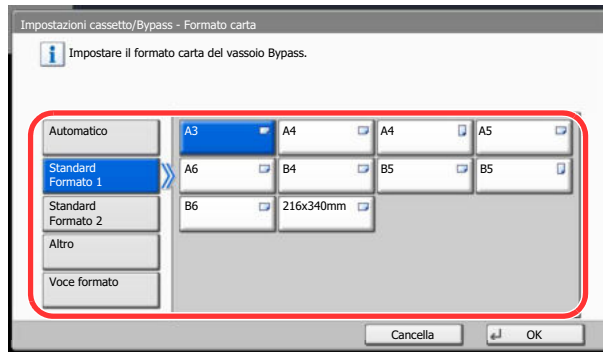 Impostazioni cassetto/Bypass - Formato carta
Impostare il formato carta del vassoio Bypass.
Automatico
A3
A4
A4
A5
Standard
Formato 1
A6
B4
B5
B5
Standard
Formato 2
B6
216x340mm
Altro
Voce formato
Cancella
OK